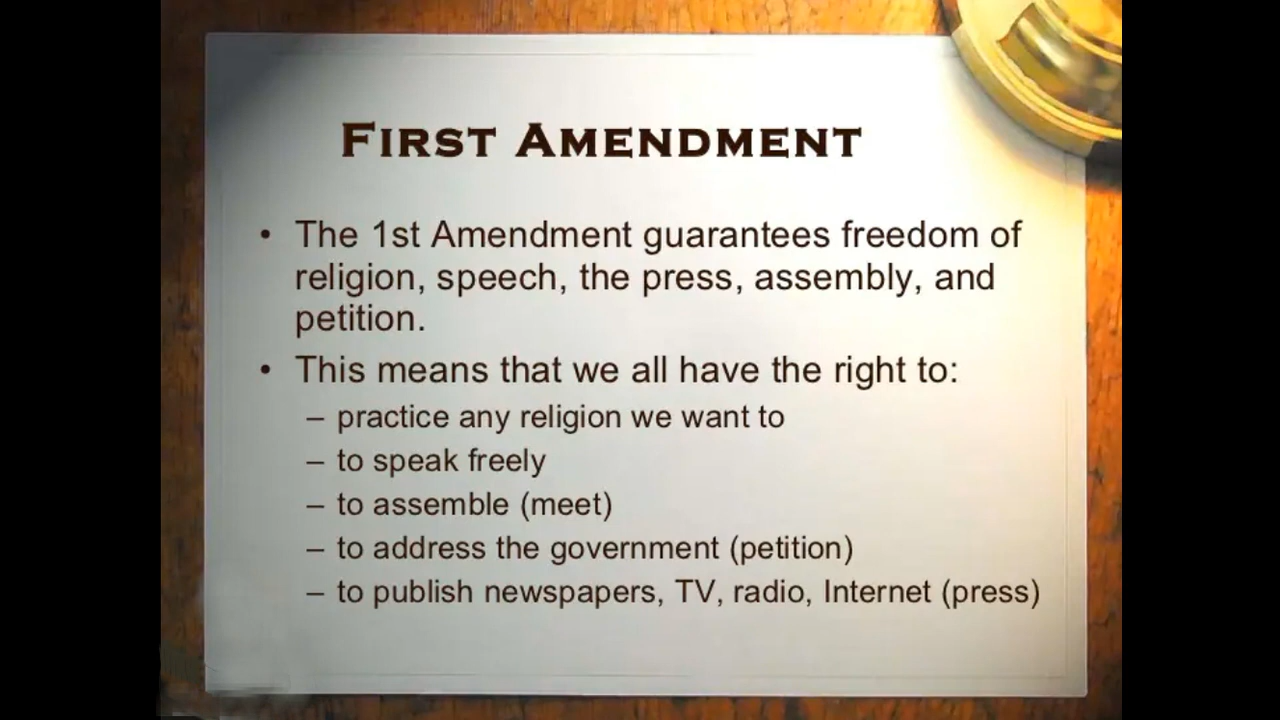 FIRST AMENDMENT
• The 1st Amendment guarantees freedom of
religion, speech, the press, assembly, and
petition.
• This means that we all have the right to:
– practice any religion we want to
– to speak freely
– to assemble (meet)
– to address the government (petition)
– to publish newspapers, TV, radio, Internet (press)